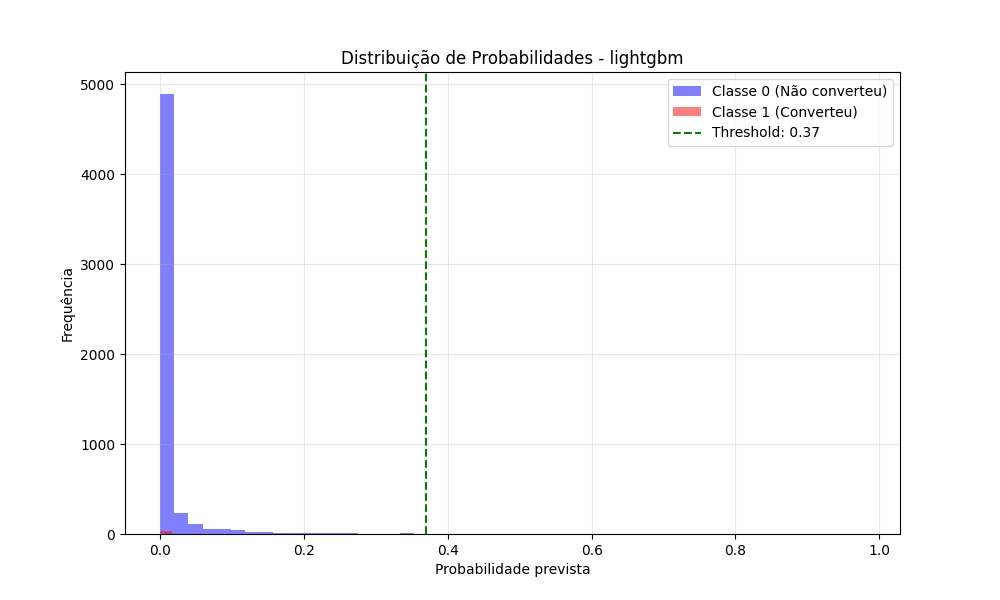 Distribuição de Probabilidades - lightgbm
Classe 0 (Não converteu)
Classe 1 (Converteu)
Threshold: 0.37
5000
4000
3000
2000
1000
0
Frequência
0.0 0.2 0.4 0.6 0.8 1.0
Probabilidade prevista